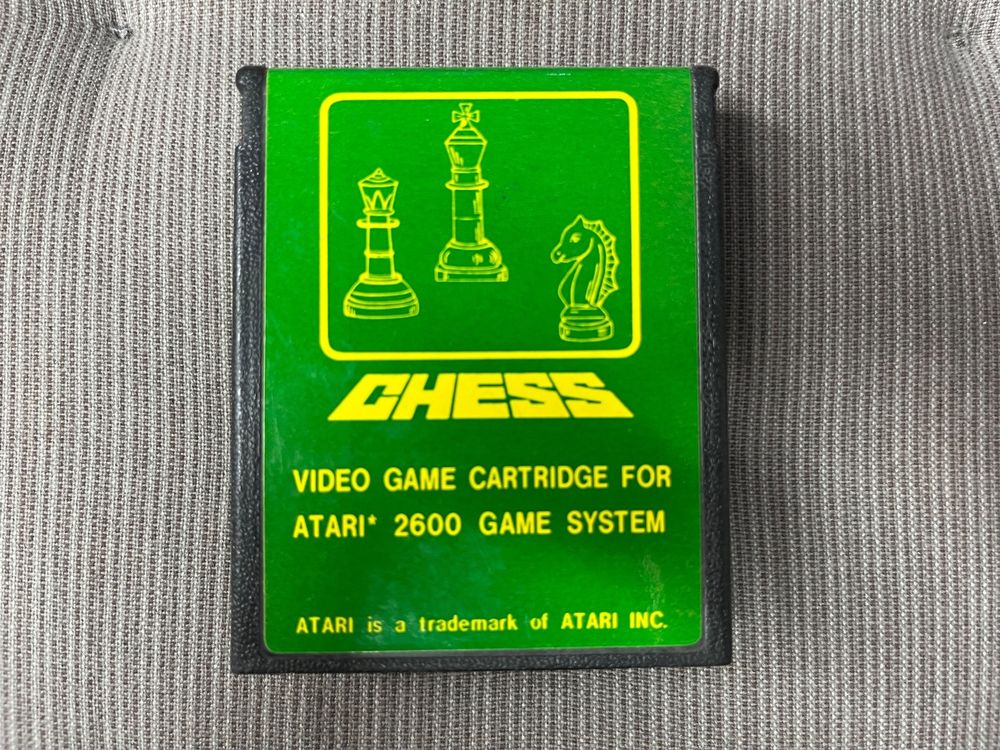 CHESS
VIDEO GAME CARTRIDGE FOR
ATARI* 2600 GAME SYSTEM
ATARI is a trademark of ATARI INC.